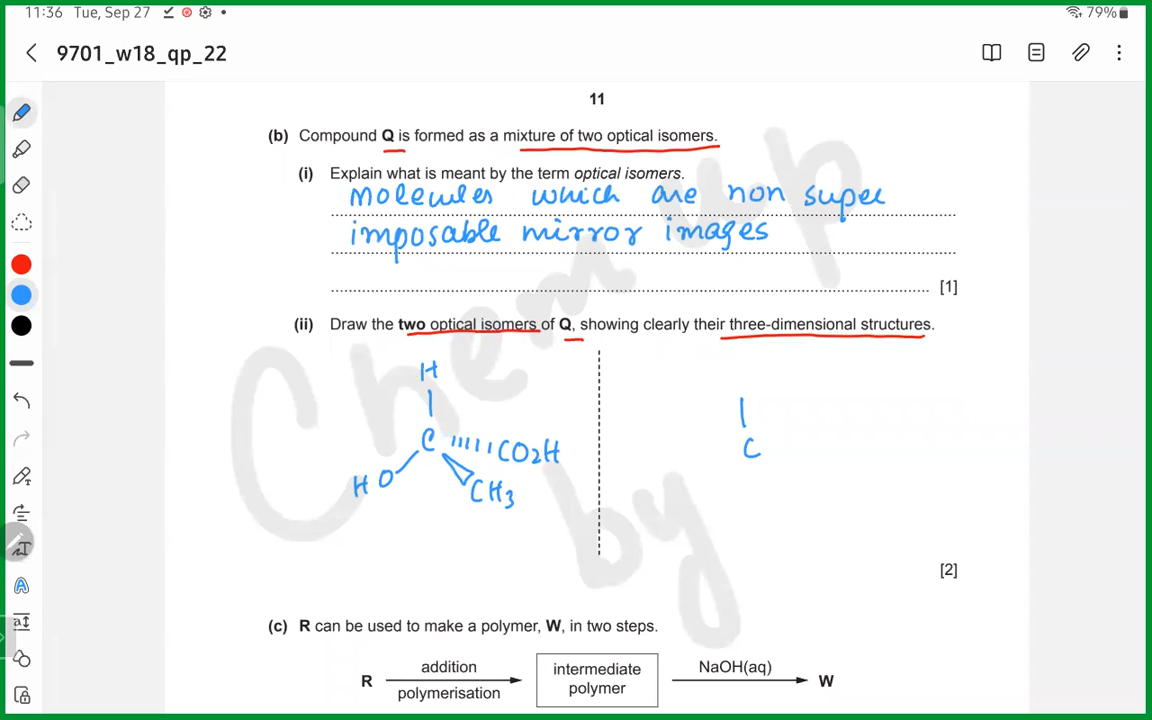 11:36 Tue, Sep 27
79%
9701_w18_qp_22
11
(b) Compound Q is formed as a mixture of two optical isomers.
(i) Explain what is meant by the term optical isomers.
molecules which are non super
imposable mirror images
[1]
(ii) Draw the two optical isomers of Q, showing clearly their three-dimensional structures.
H
C CO2H
HO CH3
C
[2]
Chem up
by
(c) R can be used to make a polymer, W, in two steps.
R addition polymerisation intermediate polymer NaOH(aq) W